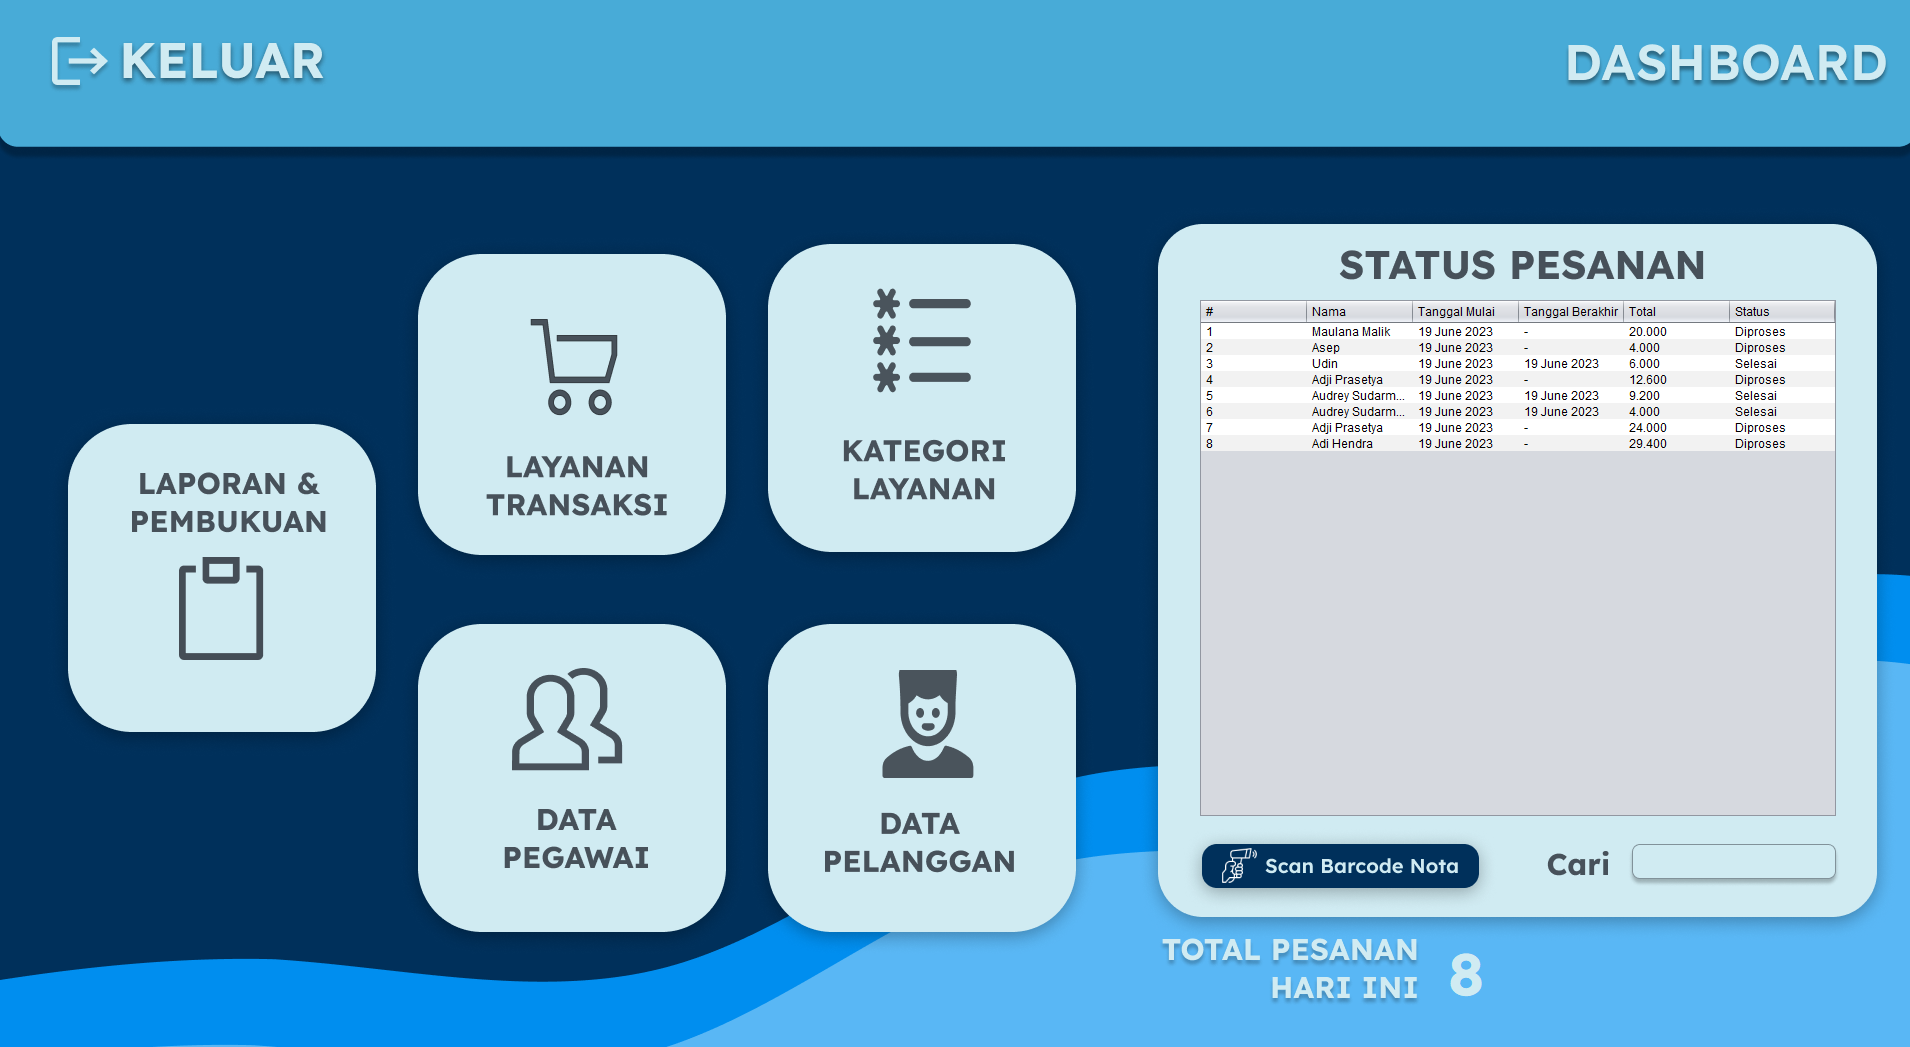 KELUAR
DASHBOARD
LAPORAN &
PEMBUKUAN
LAYANAN
TRANSAKSI
KATEGORI
LAYANAN
DATA
PEGAWAI
DATA
PELANGGAN
STATUS PESANAN
# Nama Tanggal Mulai Tanggal Berakhir Total Status
1 Maulana Malik 19 June 2023 - 20.000 Diproses
2 Asep 19 June 2023 - 4.000 Diproses
3 Udin 19 June 2023 19 June 2023 6.000 Selesai
4 Adji Prasetya 19 June 2023 - 12.600 Diproses
5 Audrey Sudarm... 19 June 2023 19 June 2023 9.200 Selesai
6 Audrey Sudarm... 19 June 2023 19 June 2023 4.000 Selesai
7 Adji Prasetya 19 June 2023 - 24.000 Diproses
8 Adi Hendra 19 June 2023 - 29.400 Diproses
Scan Barcode Nota
Cari
TOTAL PESANAN
HARI INI 8